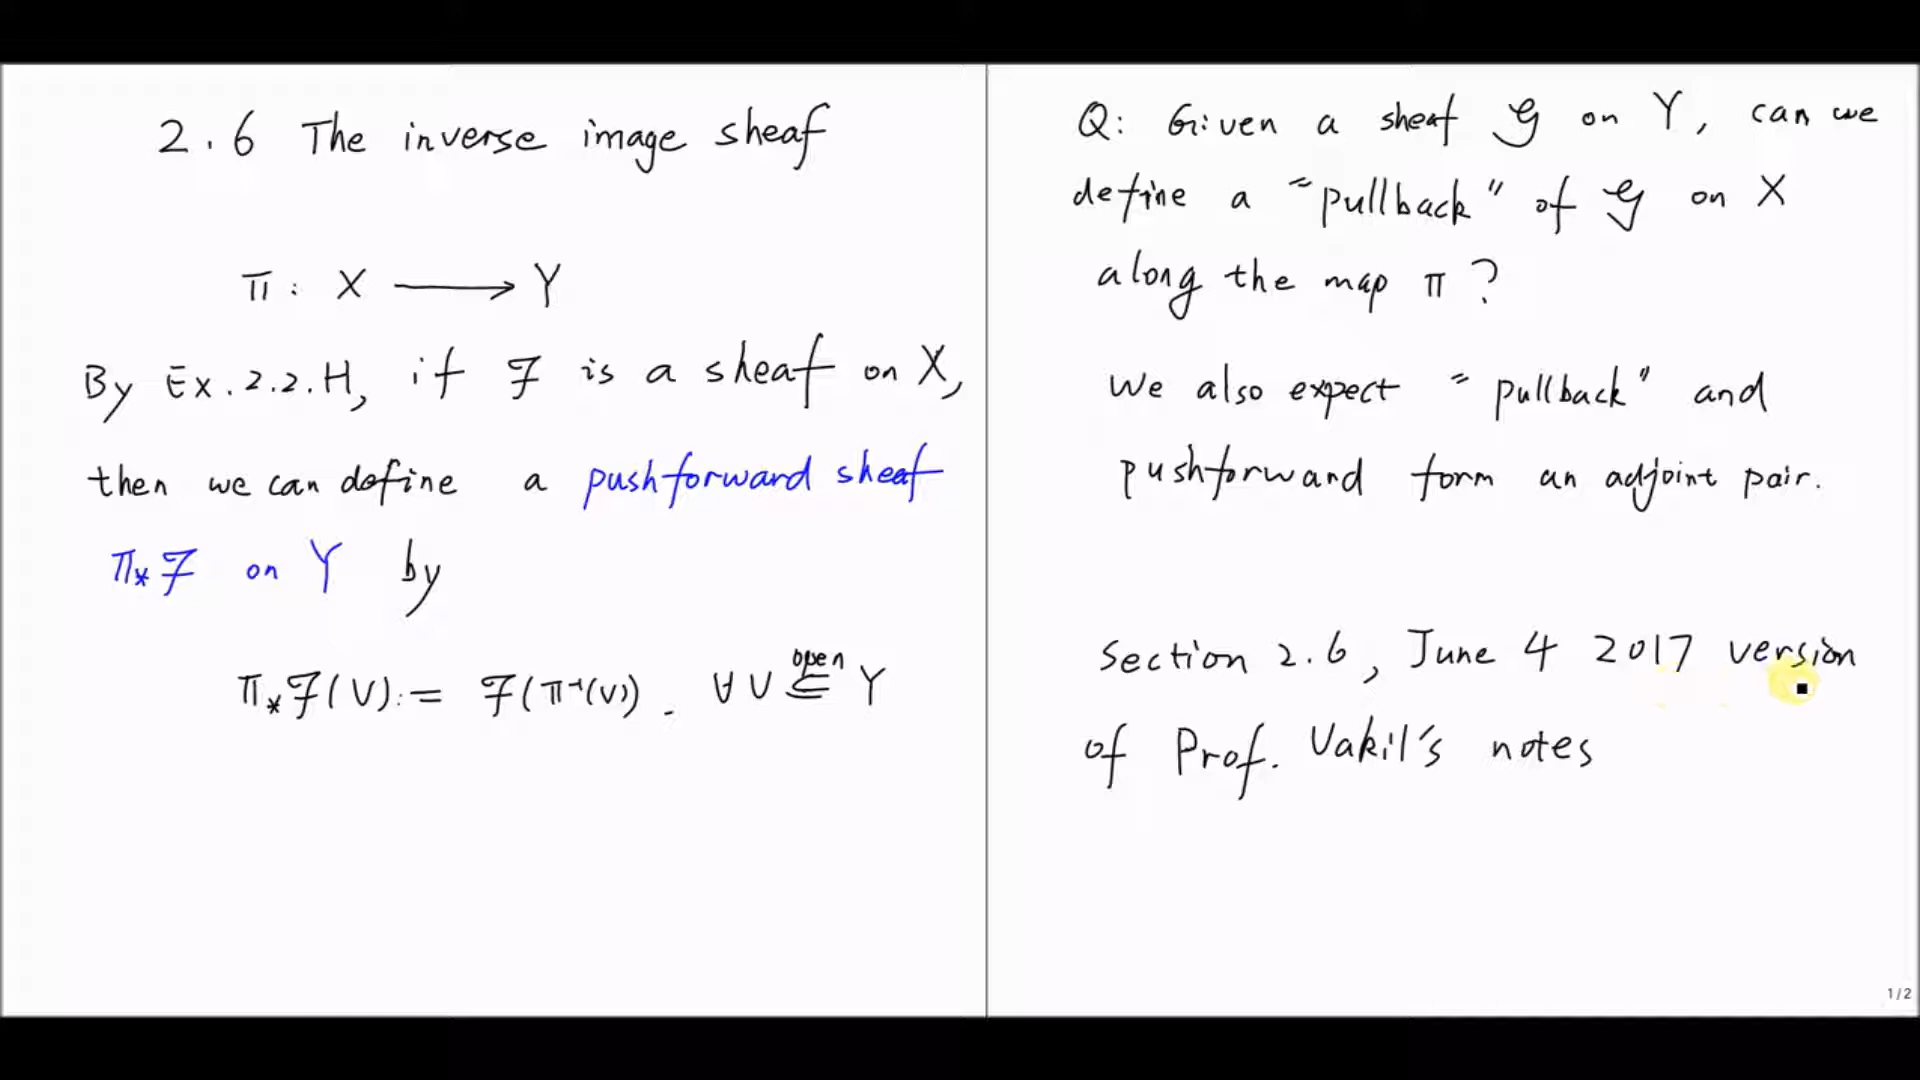 2.6 The inverse image sheaf
π: X ⟶ Y
By Ex. 2.2.H, if ℱ is a sheaf on X,
then we can define a pushforward sheaf
π_*ℱ on Y by
π_*ℱ(V) := ℱ(π⁻¹(V)). ∀ V ⊆^{open} Y
Q: Given a sheaf 𝒢 on Y, can we
define a "pullback" of 𝒢 on X
along the map π?
We also expect "pullback" and
pushforward form an adjoint pair.
Section 2.6, June 4 2017 version
of Prof. Vakil's notes
1/2